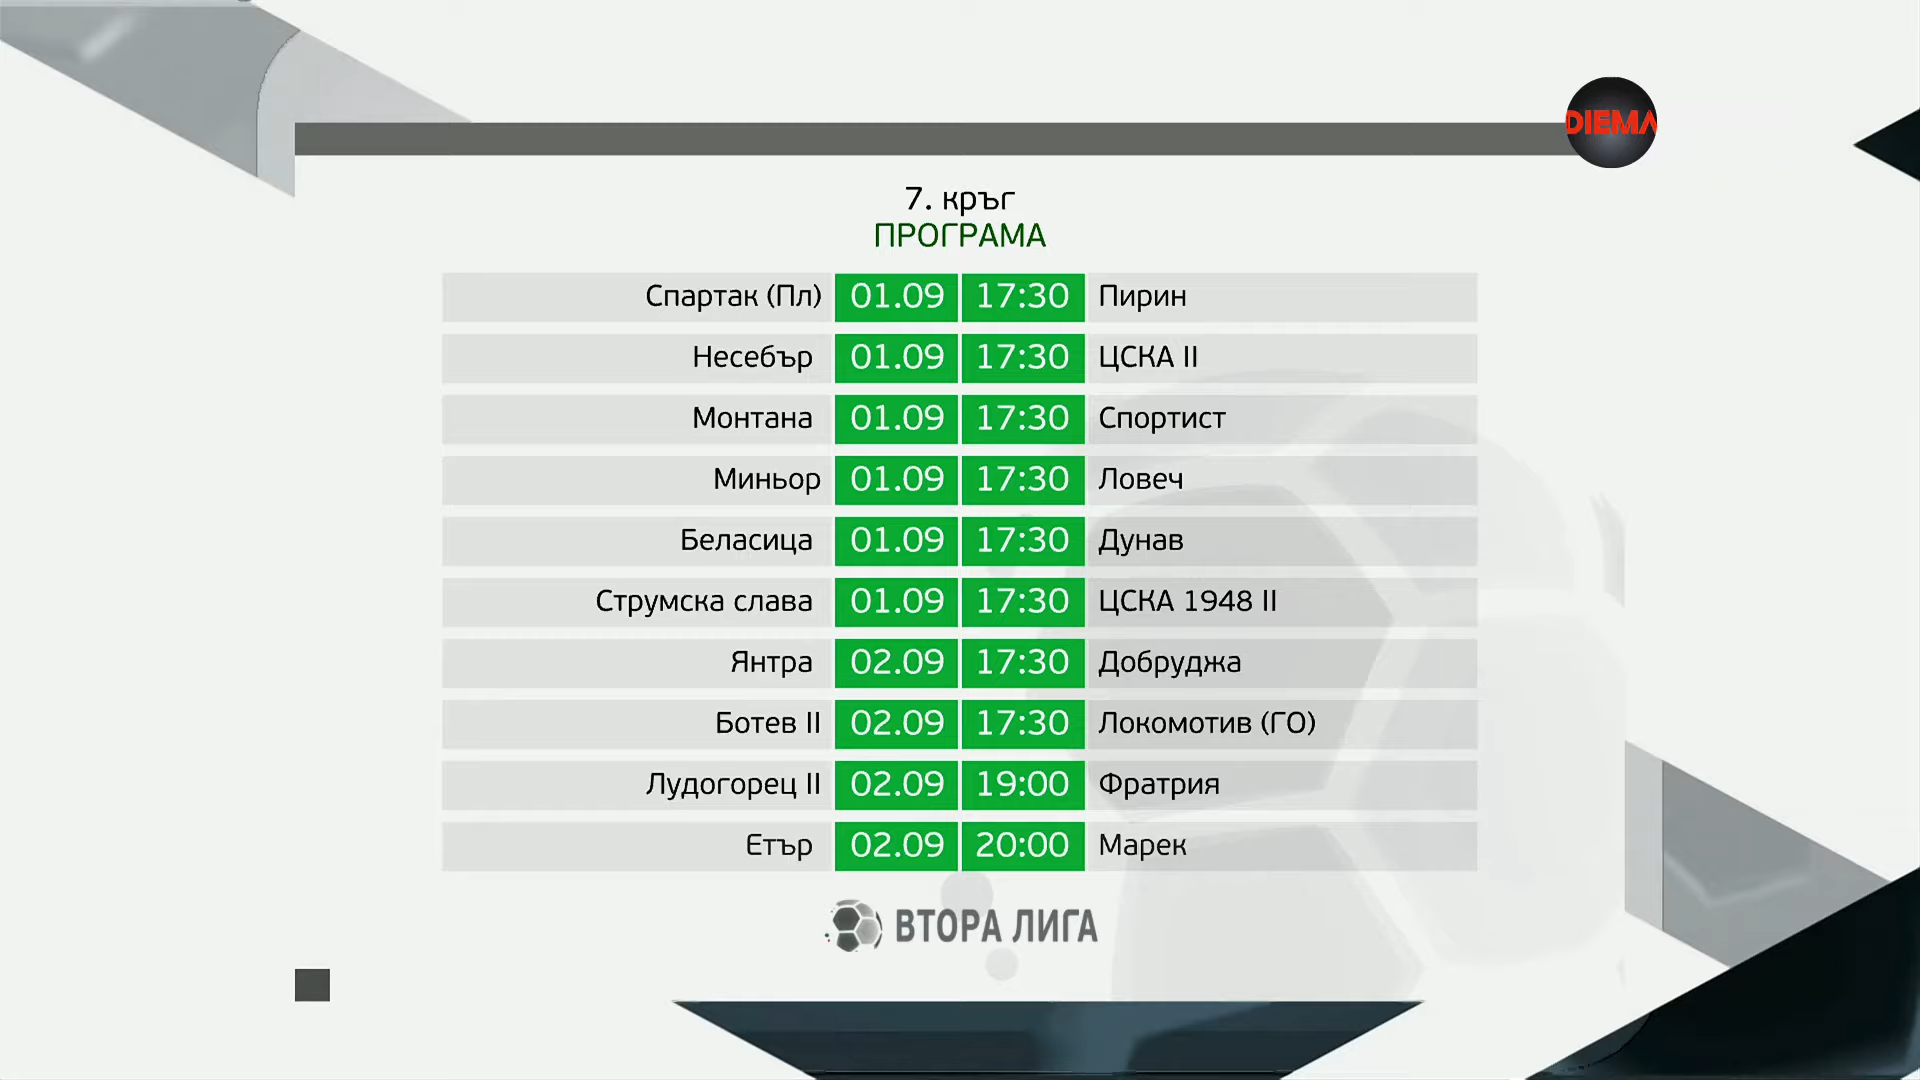 DIEMA
7. кръг
ПРОГРАМА
Спартак (Пл) 01.09 17:30 Пирин
Несебър 01.09 17:30 ЦСКА II
Монтана 01.09 17:30 Спортист
Миньор 01.09 17:30 Ловеч
Беласица 01.09 17:30 Дунав
Струмска слава 01.09 17:30 ЦСКА 1948 II
Янтра 02.09 17:30 Добруджа
Ботев II 02.09 17:30 Локомотив (ГО)
Лудогорец II 02.09 19:00 Фратрия
Етър 02.09 20:00 Марек
ВТОРА ЛИГА